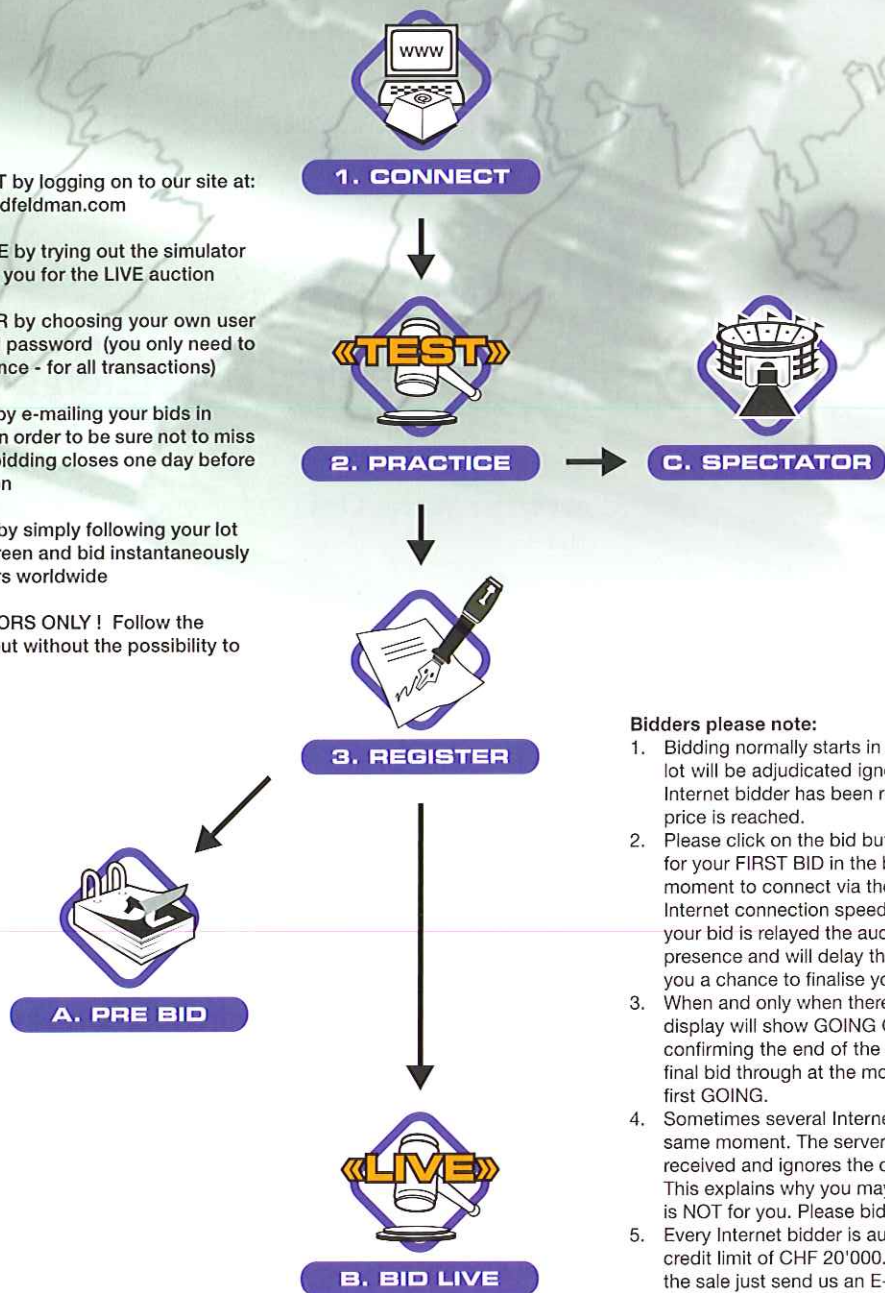 WWW
@
1. CONNECT
T by logging on to our site at:
dfeldman.com
E by trying out the simulator
you for the LIVE auction
R by choosing your own user
password (you only need to
nce - for all transactions)
by e-mailing your bids in
n order to be sure not to miss
bidding closes one day before
n
by simply following your lot
reen and bid instantaneously
rs worldwide
ORS ONLY ! Follow the
ut without the possibility to
«TEST»
2. PRACTICE
C. SPECTATOR
3. REGISTER
A. PRE BID
«LIVE»
B. BID LIVE
Bidders please note:
1. Bidding normally starts in
lot will be adjudicated
Internet bidder has been
price is reached.
2. Please click on the bid
for your FIRST BID in the
moment to connect via the
Internet connection speed
your bid is relayed the
presence and will delay
you a chance to finalise
3. When and only when there
display will show GOING
confirming the end of the
final bid through at the
first GOING.
4. Sometimes several
same moment. The server
received and ignores the
This explains why you may
is NOT for you. Please bid
5. Every Internet bidder is
credit limit of CHF 20'000.
the sale just send us an